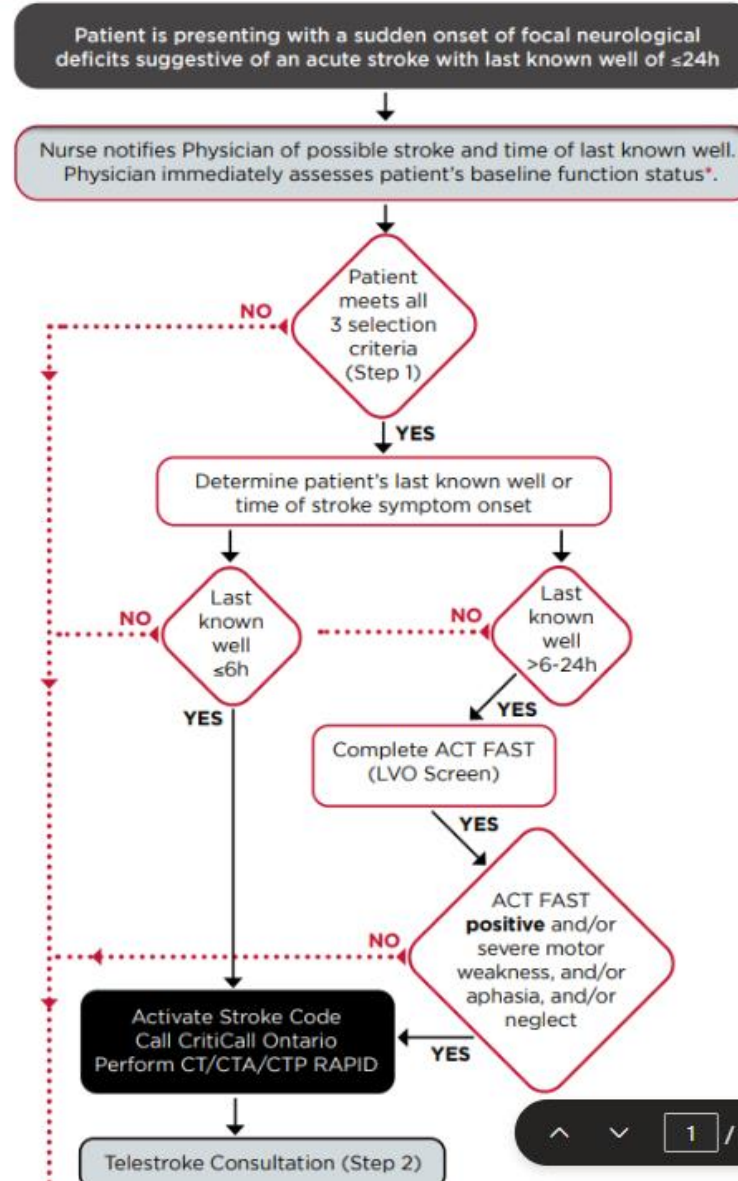 Patient is presenting with a sudden onset of focal neurological
deficits suggestive of an acute stroke with last known well of ≤24h
Nurse notifies Physician of possible stroke and time of last known well.
Physician immediately assesses patient's baseline function status*.
Patient
meets all
3 selection
criteria
(Step 1)
NO
YES
Determine patient's last known well or
time of stroke symptom onset
Last
known
well
≤6h
NO
YES
Last
known
well
>6-24h
NO
YES
Complete ACT FAST
(LVO Screen)
YES
ACT FAST
positive and/or
severe motor
weakness, and/or
aphasia, and/or
neglect
NO
YES
Activate Stroke Code
Call CritiCall Ontario
Perform CT/CTA/CTP RAPID
Telestroke Consultation (Step 2)
1 /